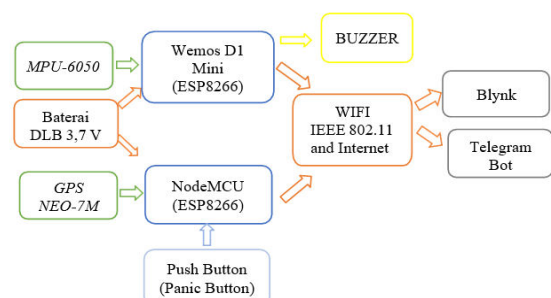 MPU-6050
Baterai
DLB 3,7 V
GPS
NEO-7M
Wemos D1
Mini
(ESP8266)
NodeMCU
(ESP8266)
Push Button
(Panic Button)
BUZZER
WIFI
IEEE 802.11
and Internet
Blynk
Telegram
Bot